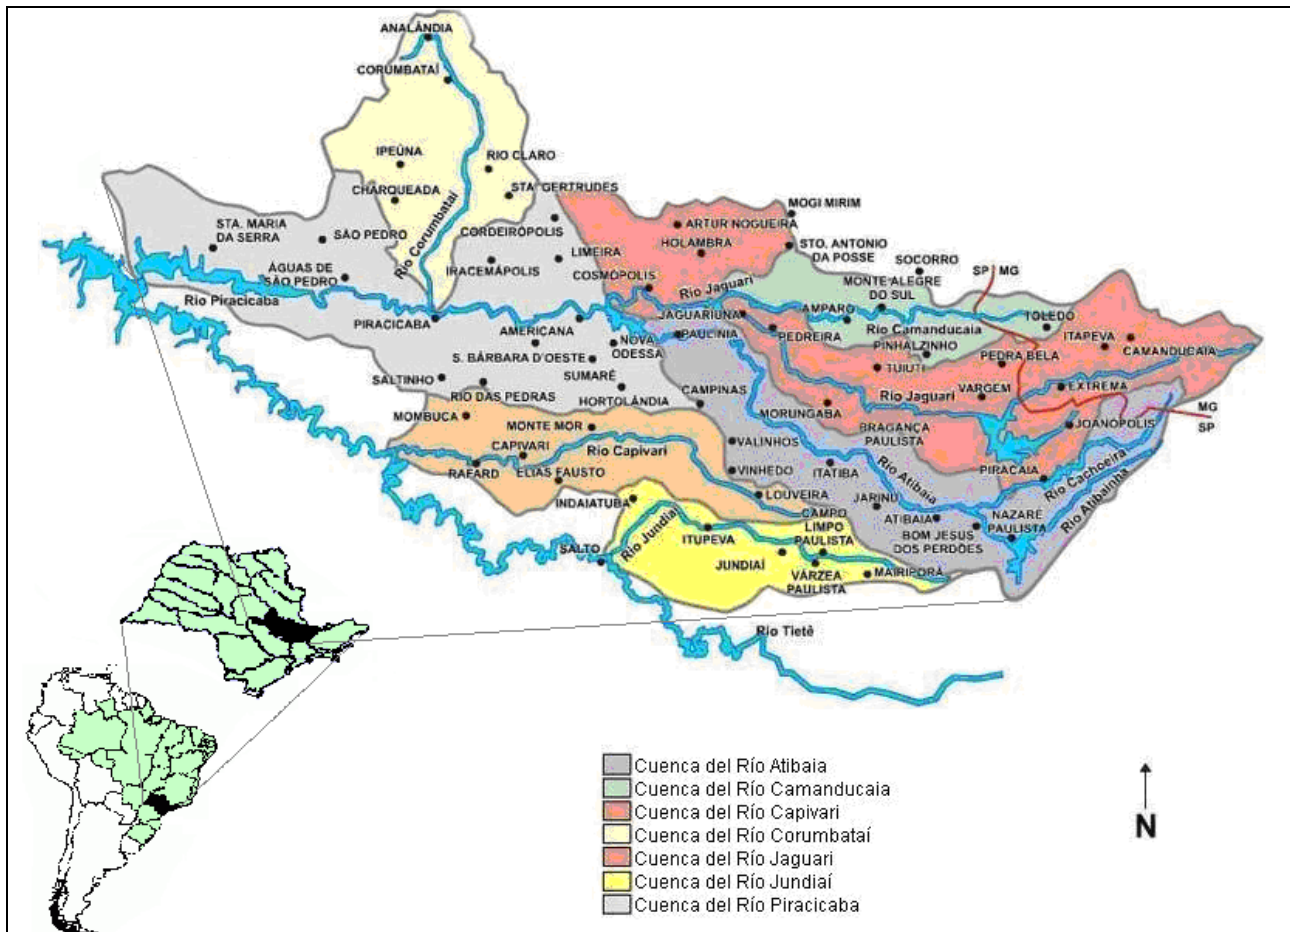 ANALÂNDIA
CORUMBATAÍ
IPEÚNA
RIO CLARO
CHARQUEADA
STA. GERTRUDES
Rio Corumbataí
STA. MARIA
DA SERRA
SÃO PEDRO
CORDEIRÓPOLIS
LIMEIRA
IRACEMÁPOLIS
ÁGUAS DE
SÃO PEDRO
Rio Piracicaba
PIRACICABA
AMERICANA
NOVA
ODESSA
S. BÁRBARA D'OESTE
SUMARÉ
SALTINHO
RIO DAS PEDRAS
HORTOLÂNDIA
ARTUR NOGUEIRA
MOGI MIRIM
HOLAMBRA
STO. ANTONIO
DA POSSE
COSMÓPOLIS
Rio Jaguari
SOCORRO
SP
MG
MONTE ALEGRE
DO SUL
JAGUARIUNA
AMPARO
TOLEDO
PAULÍNIA
PEDREIRA
Rio Camanducaia
PINHALZINHO
ITAPEVA
CAMANDUCAIA
PEDRA BELA
TUIUTI
CAMPINAS
Rio Jaguari
VARGEM
EXTREMA
MORUNGABA
BRAGANÇA
PAULISTA
JOANÓPOLIS
MG
SP
MOMBUCA
MONTE MOR
CAPIVARI
Rio Capivari
VALINHOS
RAFARD
ELIAS FAUSTO
VINHEDO
ITATIBA
Rio Atibaia
PIRACAIA
Rio Cachoeira
Rio Atibainha
INDAIATUBA
LOUVEIRA
JARINU
CAMPO
LIMPO
PAULISTA
ATIBAIA
NAZARÉ
PAULISTA
BOM JESUS
DOS PERDÕES
Rio Jundiaí
ITUPEVA
SALTO
JUNDIAÍ
VÁRZEA
PAULISTA
MAIRIPORÃ
Rio Tietê
Cuenca del Río Atibaia
Cuenca del Río Camanducaia
Cuenca del Río Capivari
Cuenca del Río Corumbataí
Cuenca del Río Jaguari
Cuenca del Río Jundiaí
Cuenca del Río Piracicaba
N